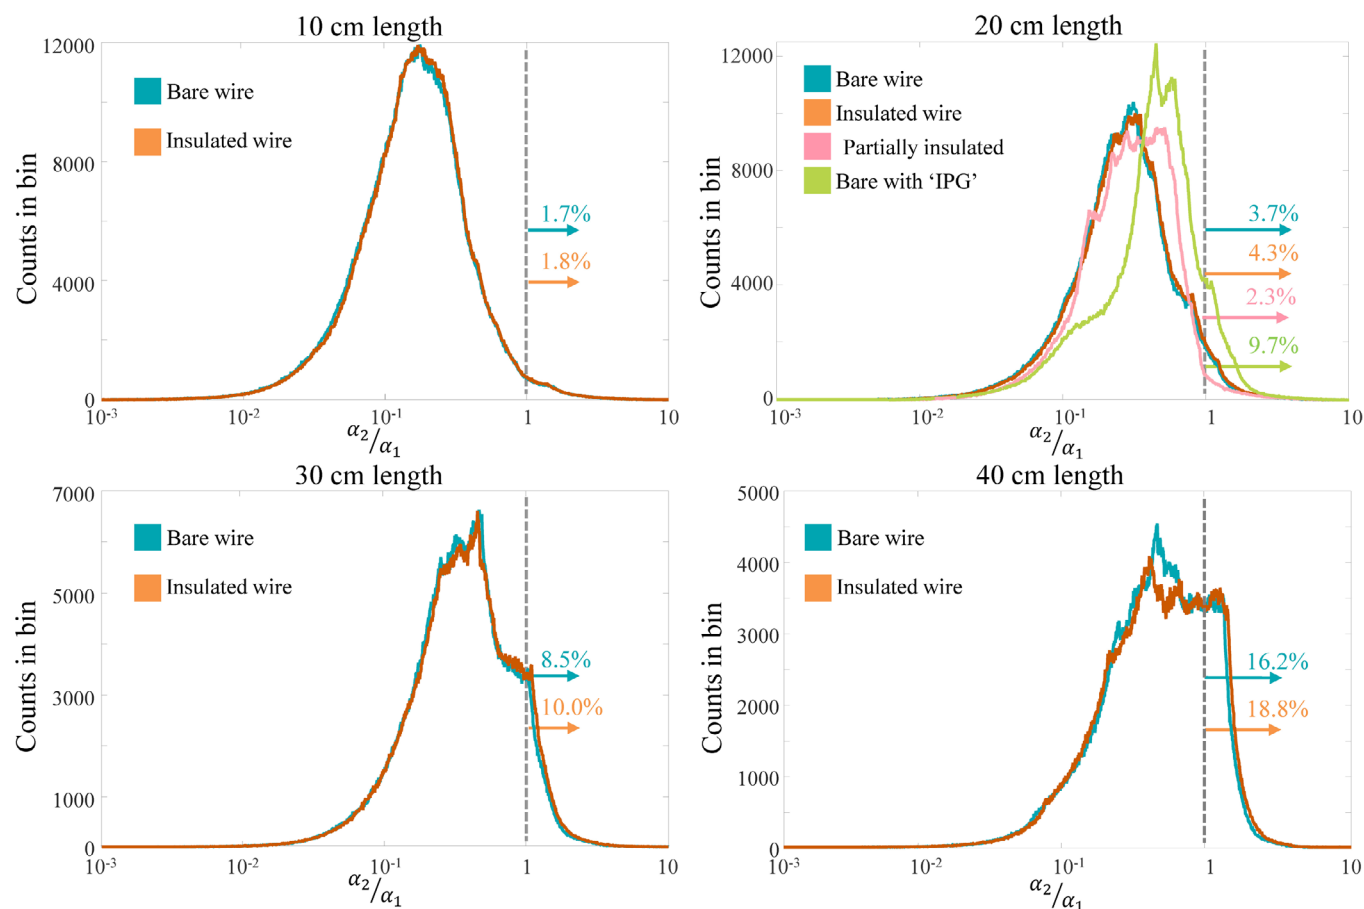 10 cm length
12000
8000
4000
0
Counts in bin
Bare wire
Insulated wire
1.7%
1.8%
10-3
10-2
10-1
1
10
α2/α1
20 cm length
12000
8000
4000
0
Counts in bin
Bare wire
Insulated wire
Partially insulated
Bare with ‘IPG’
3.7%
4.3%
2.3%
9.7%
10-3
10-2
10-1
1
10
α2/α1
30 cm length
7000
5000
3000
1000
0
Counts in bin
Bare wire
Insulated wire
8.5%
10.0%
10-3
10-2
10-1
1
10
α2/α1
40 cm length
5000
4000
3000
2000
1000
0
Counts in bin
Bare wire
Insulated wire
16.2%
18.8%
10-3
10-2
10-1
1
10
α2/α1